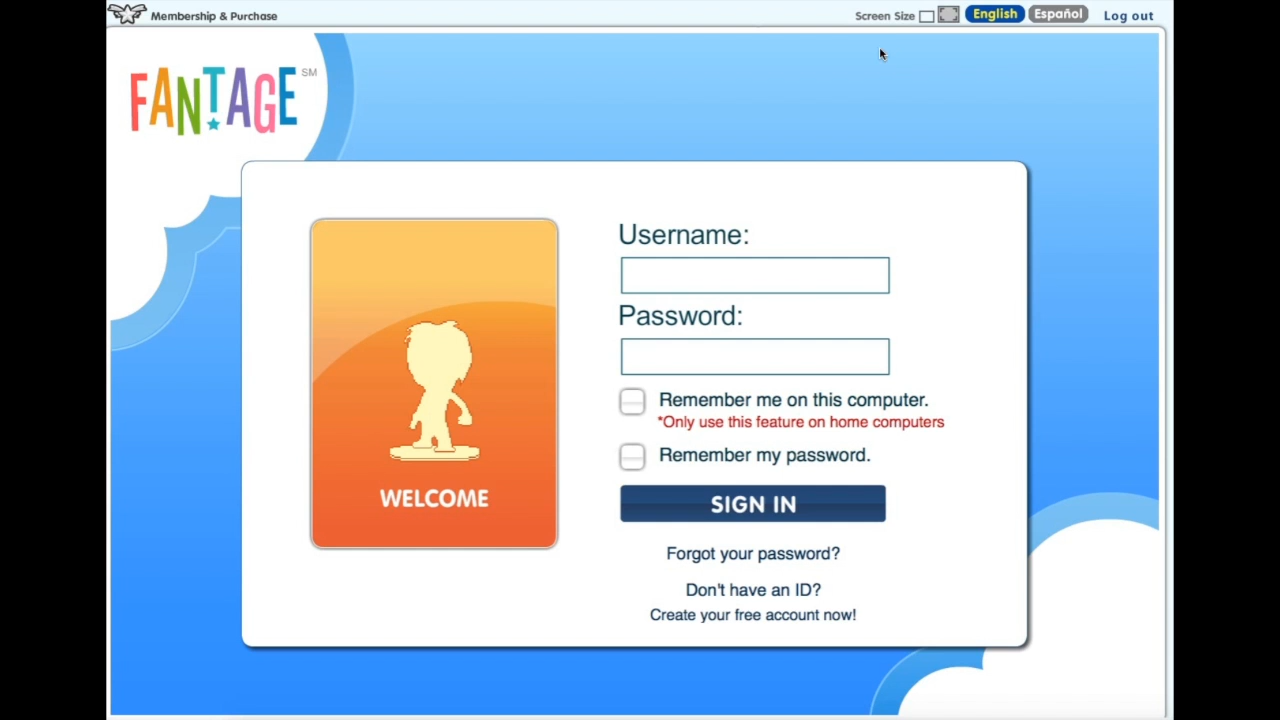 Membership & Purchase
Screen Size
English
Español
Log out
FANTAGE SM
Username:
Password:
Remember me on this computer.
*Only use this feature on home computers
Remember my password.
WELCOME
SIGN IN
Forgot your password?
Don't have an ID?
Create your free account now!